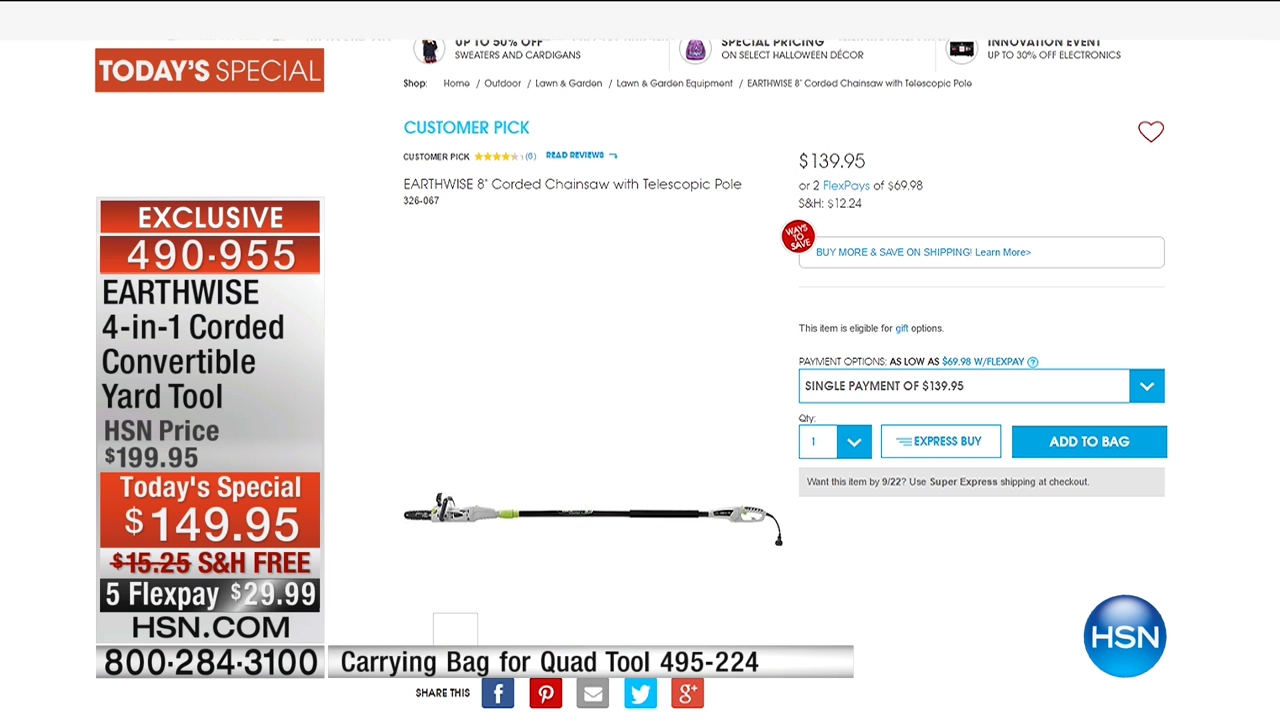 UP TO 50% OFF
SWEATERS AND CARDIGANS
SPECIAL PRICING
ON SELECT HALLOWEEN DÉCOR
INNOVATION EVENT
UP TO 30% OFF ELECTRONICS
TODAY'S SPECIAL
Shop: Home / Outdoor / Lawn & Garden / Lawn & Garden Equipment / EARTHWISE 8" Corded Chainsaw with Telescopic Pole
CUSTOMER PICK
CUSTOMER PICK (6) READ REVIEWS
EARTHWISE 8" Corded Chainsaw with Telescopic Pole
326-067
$139.95
or 2 FlexPays of $69.98
S&H: $12.24
WAYS
TO
SAVE
BUY MORE & SAVE ON SHIPPING! Learn More>
This item is eligible for gift options.
PAYMENT OPTIONS: AS LOW AS $69.98 W/FLEXPAY ?
SINGLE PAYMENT OF $139.95
Qty:
1
EXPRESS BUY
ADD TO BAG
Want this item by 9/22? Use Super Express shipping at checkout.
EXCLUSIVE
490-955
EARTHWISE
4-in-1 Corded
Convertible
Yard Tool
HSN Price
$199.95
Today's Special
$149.95
$15.25 S&H FREE
5 Flexpay $29.99
HSN.COM
800-284-3100
Carrying Bag for Quad Tool 495-224
HSN
SHARE THIS